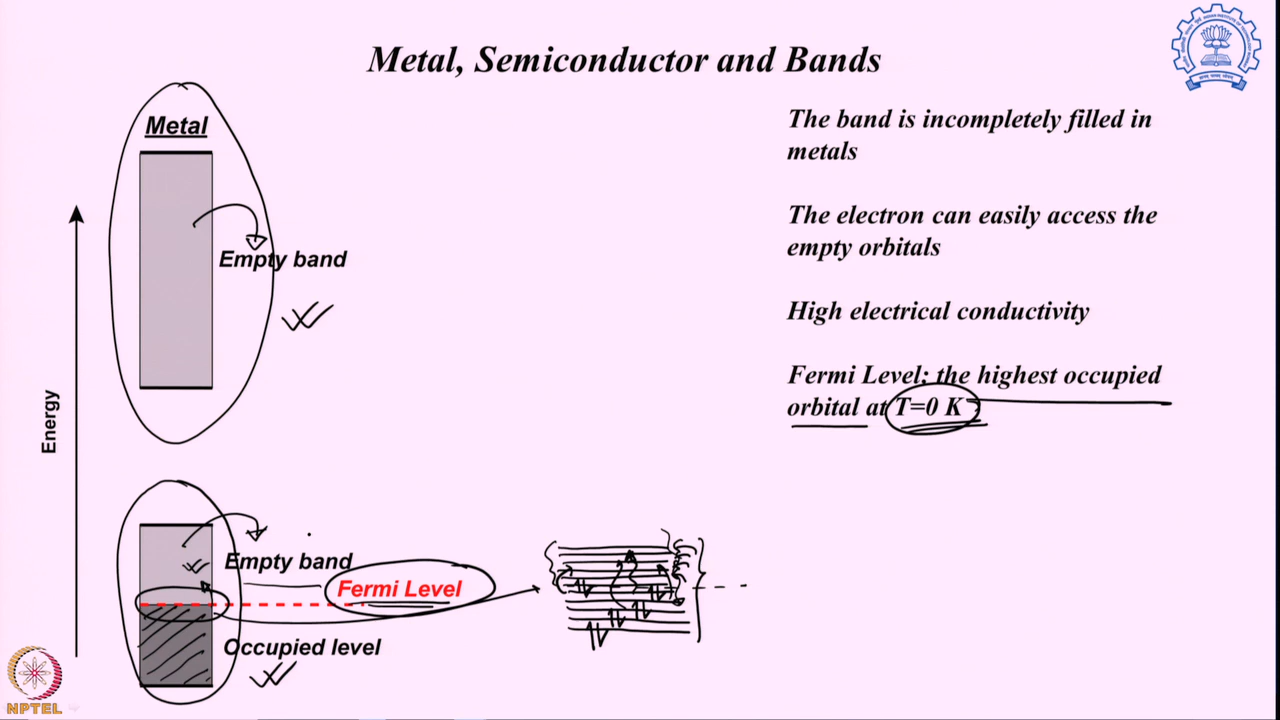 Metal, Semiconductor and Bands
Metal
Empty band
Energy
Empty band
Fermi Level
Occupied level
The band is incompletely filled in
metals
The electron can easily access the
empty orbitals
High electrical conductivity
Fermi Level: the highest occupied
orbital at T=0 K
NPTEL